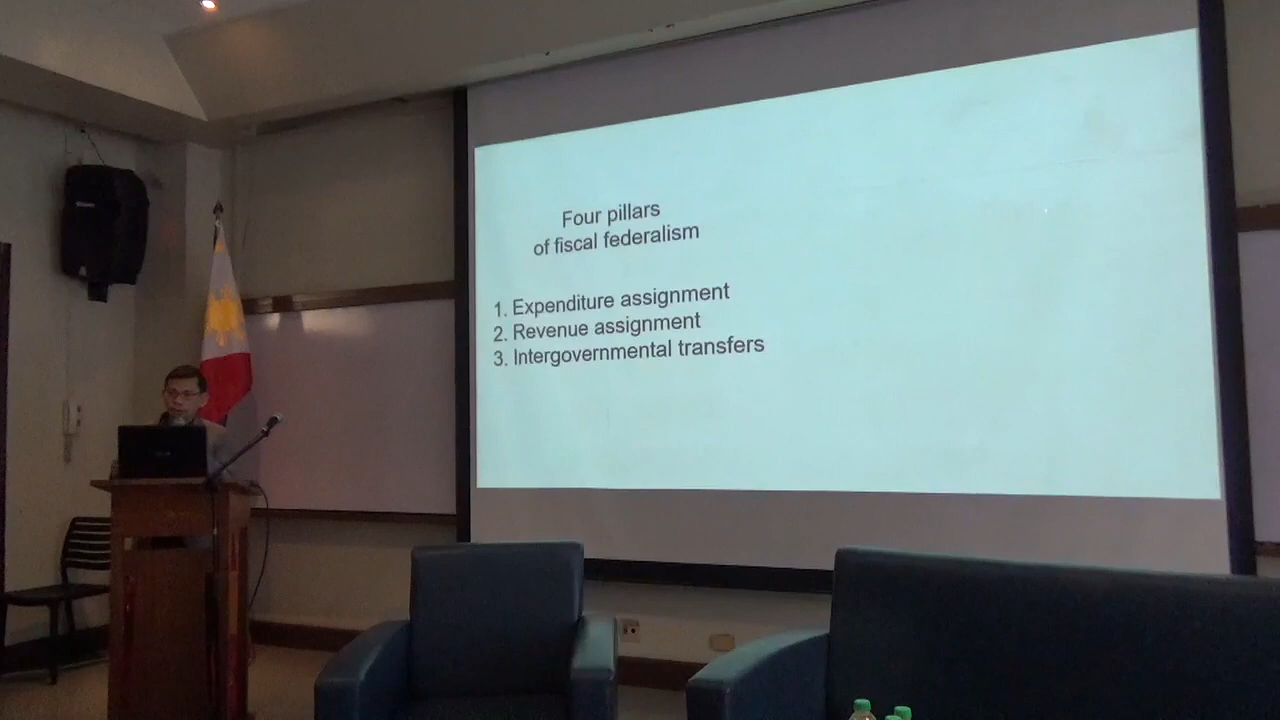 Four pillars
of fiscal federalism
1. Expenditure assignment
2. Revenue assignment
3. Intergovernmental transfers